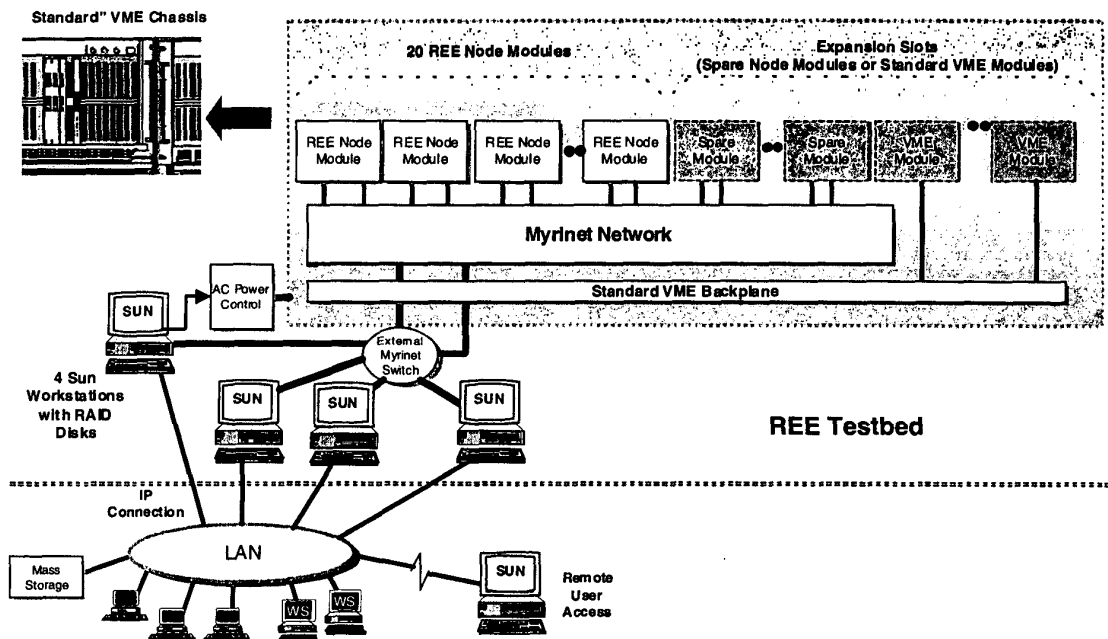 Standard" VME Chassis
20 REE Node Modules
Expansion Slots
(Spare Node Modules or Standard VME Modules)
REE Node
Module
REE Node
Module
REE Node
Module
REE Node
Module
Spare
Module
Spare
Module
VME
Module
VME
Module
Myrinet Network
Standard VME Backplane
AC Power
Control
SUN
External
Myrinet
Switch
4 Sun
Workstations
with RAID
Disks
SUN
SUN
SUN
REE Testbed
IP
Connection
LAN
Mass
Storage
WS
WS
SUN
Remote
User
Access